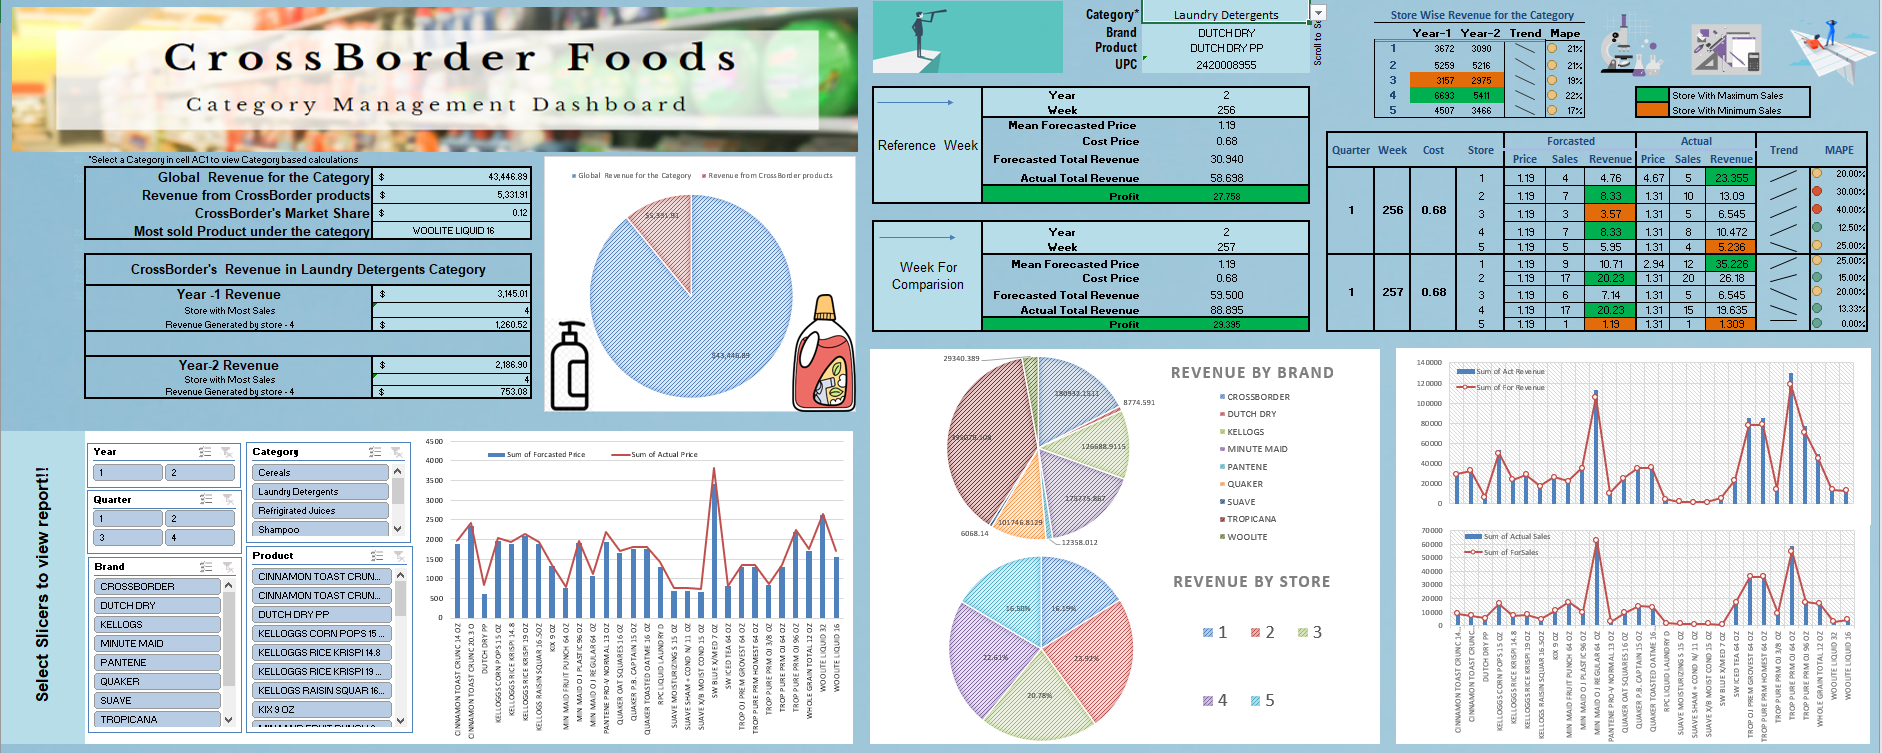 CrossBorder Foods
Category Management Dashboard
*Select a Category in cell AC1 to view Category based calculations
Global Revenue for the Category $ 43,446.89
Revenue from CrossBorder products $ 5,331.91
CrossBorder's Market Share $ 0.12
Most sold Product under the category WOOLITE LIQUID 16
CrossBorder's Revenue in Laundry Detergents Category
Year -1 Revenue $ 3,145.01
Store with Most Sales 4
Revenue Generated by store - 4 $ 1,260.52
Year-2 Revenue $ 2,186.90
Store with Most Sales 4
Revenue Generated by store - 4 $ 753.08
Global Revenue for the Category Revenue from CrossBorder products
$5,331.91
$43,446.89
Category* Laundry Detergents
Brand DUTCH DRY
Product DUTCH DRY PP
UPC 2420008955
Reference Week
Year 2
Week 256
Mean Forecasted Price 1.19
Cost Price 0.68
Forecasted Total Revenue 30.940
Actual Total Revenue 58.698
Profit 27.758
Week For
Comparision
Year 2
Week 257
Mean Forecasted Price 1.19
Cost Price 0.68
Forecasted Total Revenue 59.500
Actual Total Revenue 88.895
Profit 29.395
Store Wise Revenue for the Category
Year-1 Year-2 Trend Mape
1 3672 3090 21%
2 5259 5216 21%
3 3157 2975 19%
4 6693 5411 22%
5 4507 3466 17%
Store With Maximum Sales
Store With Minimum Sales
Forcasted Actual
Quarter Week Cost Store Price Sales Revenue Price Sales Revenue Trend MAPE
1 256 0.68
1 1.19 4 4.76 4.67 5 23.355 20.00%
2 1.19 7 8.33 1.31 10 13.09 30.00%
3 1.19 3 3.57 1.31 5 6.545 40.00%
4 1.19 7 8.33 1.31 8 10.472 12.50%
5 1.19 5 5.95 1.31 4 5.236 25.00%
1 257 0.68
1 1.19 9 10.71 2.94 12 35.226 25.00%
2 1.19 17 20.23 1.31 20 26.18 15.00%
3 1.19 6 7.14 1.31 5 6.545 20.00%
4 1.19 17 20.23 1.31 15 19.635 13.33%
5 1.19 1 1.19 1.31 1 1.309 0.00%
Select Slicers to view report!!
Year
1 2
Quarter
1 2
3 4
Brand
CROSSBORDER
DUTCH DRY
KELLOGS
MINUTE MAID
PANTENE
QUAKER
SUAVE
TROPICANA
Category
Cereals
Laundry Detergents
Refrigirated Juices
Shampoo
Product
CINNAMON TOAST CRUN...
CINNAMON TOAST CRUN...
DUTCH DRY PP
KELLOGGS CORN POPS 15 ...
KELLOGGS RICE KRISPI 14.8
KELLOGGS RICE KRISPI 19 ...
KELLOGS RAISIN SQUAR 16...
KIX 9 OZ
Sum of Forcasted Price Sum of Actual Price
4500
4000
3500
3000
2500
2000
1500
1000
500
0
CINNAMON TOAST CRUNC 14 OZ
CINNAMON TOAST CRUNC 20.3 O
DUTCH DRY PP
KELLOGGS CORN POPS 15 OZ
KELLOGGS RICE KRISPI 14.8
KELLOGGS RICE KRISPI 19 OZ
KELLOGS RAISIN SQUAR 16.5OZ
KIX 9 OZ
MIN MAID FRUIT PUNCH 64 OZ
MIN MAID O J PLASTIC 96 OZ
MIN MAID OJ REGULAR 64 OZ
PANTENE PRO-V NORMAL 13 OZ
QUAKER OAT SQUARES 16 OZ
QUAKER P.B. CAPTAIN 15 OZ
QUAKER TOASTED OATME 16 OZ
RPC LIQUID LAUNDRY D
SUAVE MOISTURIZING S 15 OZ
SUAVE SHAM + COND N/ 11 OZ
SUAVE X/B MOIST COND 15 OZ
SW BLUE X/MED 7 OZ
SW ICED TEA 64 OZ
TROP OJ PREM GROVEST 64 OZ
TROP PURE PRM HOMEST 64 OZ
TROP PURE PRM OJ 3/8 OZ
TROP PURE PRM OJ 64 OZ
TROP PURE PRM OJ 96 OZ
WHOLE GRAIN TOTAL 12 OZ
WOOLITE LIQUID 32
WOOLITE LIQUID 16
REVENUE BY BRAND
29340.389
180932.1511
8774.591
126688.9115
175775.867
12358.012
101746.8129
6068.14
CROSSBORDER
DUTCH DRY
KELLOGS
MINUTE MAID
PANTENE
QUAKER
SUAVE
TROPICANA
WOOLITE
REVENUE BY STORE
16.50% 16.19%
22.61% 23.92%
20.78%
1 2 3
4 5
Sum of Act Revenue
Sum of For Revenue
140000
120000
100000
80000
60000
40000
20000
0
Sum of Actual Sales
Sum of ForSales
70000
60000
50000
40000
30000
20000
10000
0
CINNAMON TOAST CRUNC 14...
CINNAMON TOAST CRUNC...
DUTCH DRY PP
KELLOGGS CORN POPS 15 OZ
KELLOGGS RICE KRISPI 14.8
KELLOGGS RICE KRISPI 19 OZ
KELLOGS RAISIN SQUAR 16.5OZ
KIX 9 OZ
MIN MAID FRUIT PUNCH 64 OZ
MIN MAID O J PLASTIC 96 OZ
MIN MAID OJ REGULAR 64 OZ
PANTENE PRO-V NORMAL 13 OZ
QUAKER OAT SQUARES 16 OZ
QUAKER P.B. CAPTAIN 15 OZ
QUAKER TOASTED OATME 16...
RPC LIQUID LAUNDRY D
SUAVE MOISTURIZING S 15 OZ
SUAVE SHAM + COND N/ 11 OZ
SUAVE X/B MOIST COND 15 OZ
SW BLUE X/MED 7 OZ
SW ICED TEA 64 OZ
TROP OJ PREM GROVEST 64 OZ
TROP PURE PRM HOMEST 64 OZ
TROP PURE PRM OJ 3/8 OZ
TROP PURE PRM OJ 64 OZ
TROP PURE PRM OJ 96 OZ
WHOLE GRAIN TOTAL 12 OZ
WOOLITE LIQUID 32
WOOLITE LIQUID 16